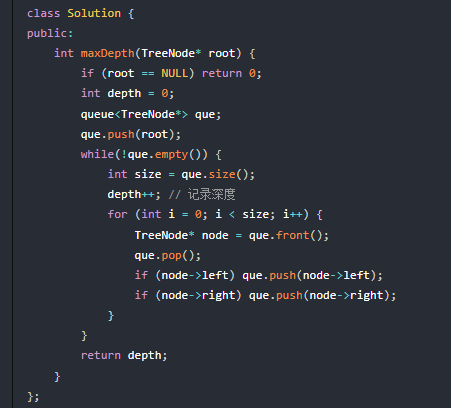 class Solution {
public:
    int maxDepth(TreeNode* root) {
        if (root == NULL) return 0;
        int depth = 0;
        queue<TreeNode*> que;
        que.push(root);
        while(!que.empty()) {
            int size = que.size();
            depth++; // 记录深度
            for (int i = 0; i < size; i++) {
                TreeNode* node = que.front();
                que.pop();
                if (node->left) que.push(node->left);
                if (node->right) que.push(node->right);
            }
        }
        return depth;
    }
};